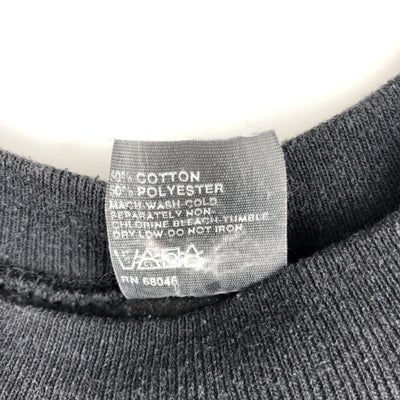 50% COTTON
50% POLYESTER
MACH-WASH-COLD
SEPARATELY NON.
CHLORINE BLEACH.TUMBLE
DRY LOW.DO NOT IRON
RN 68046